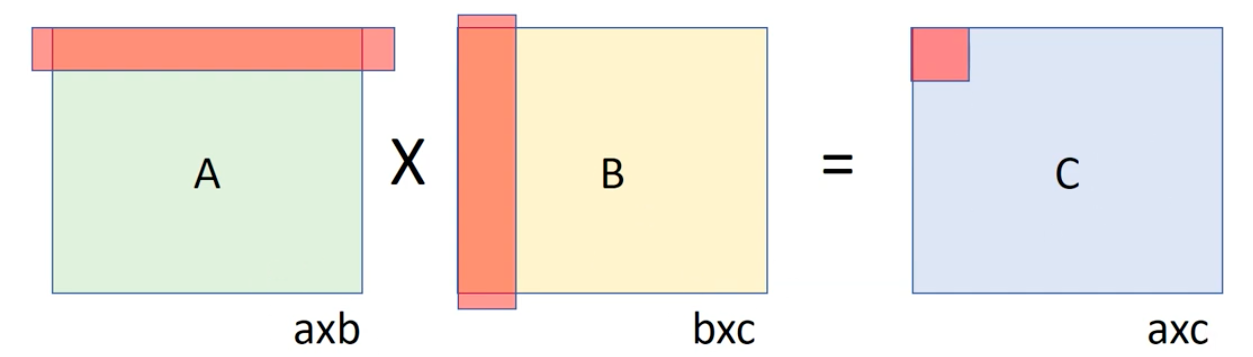 A X B = C
axb bxc axc